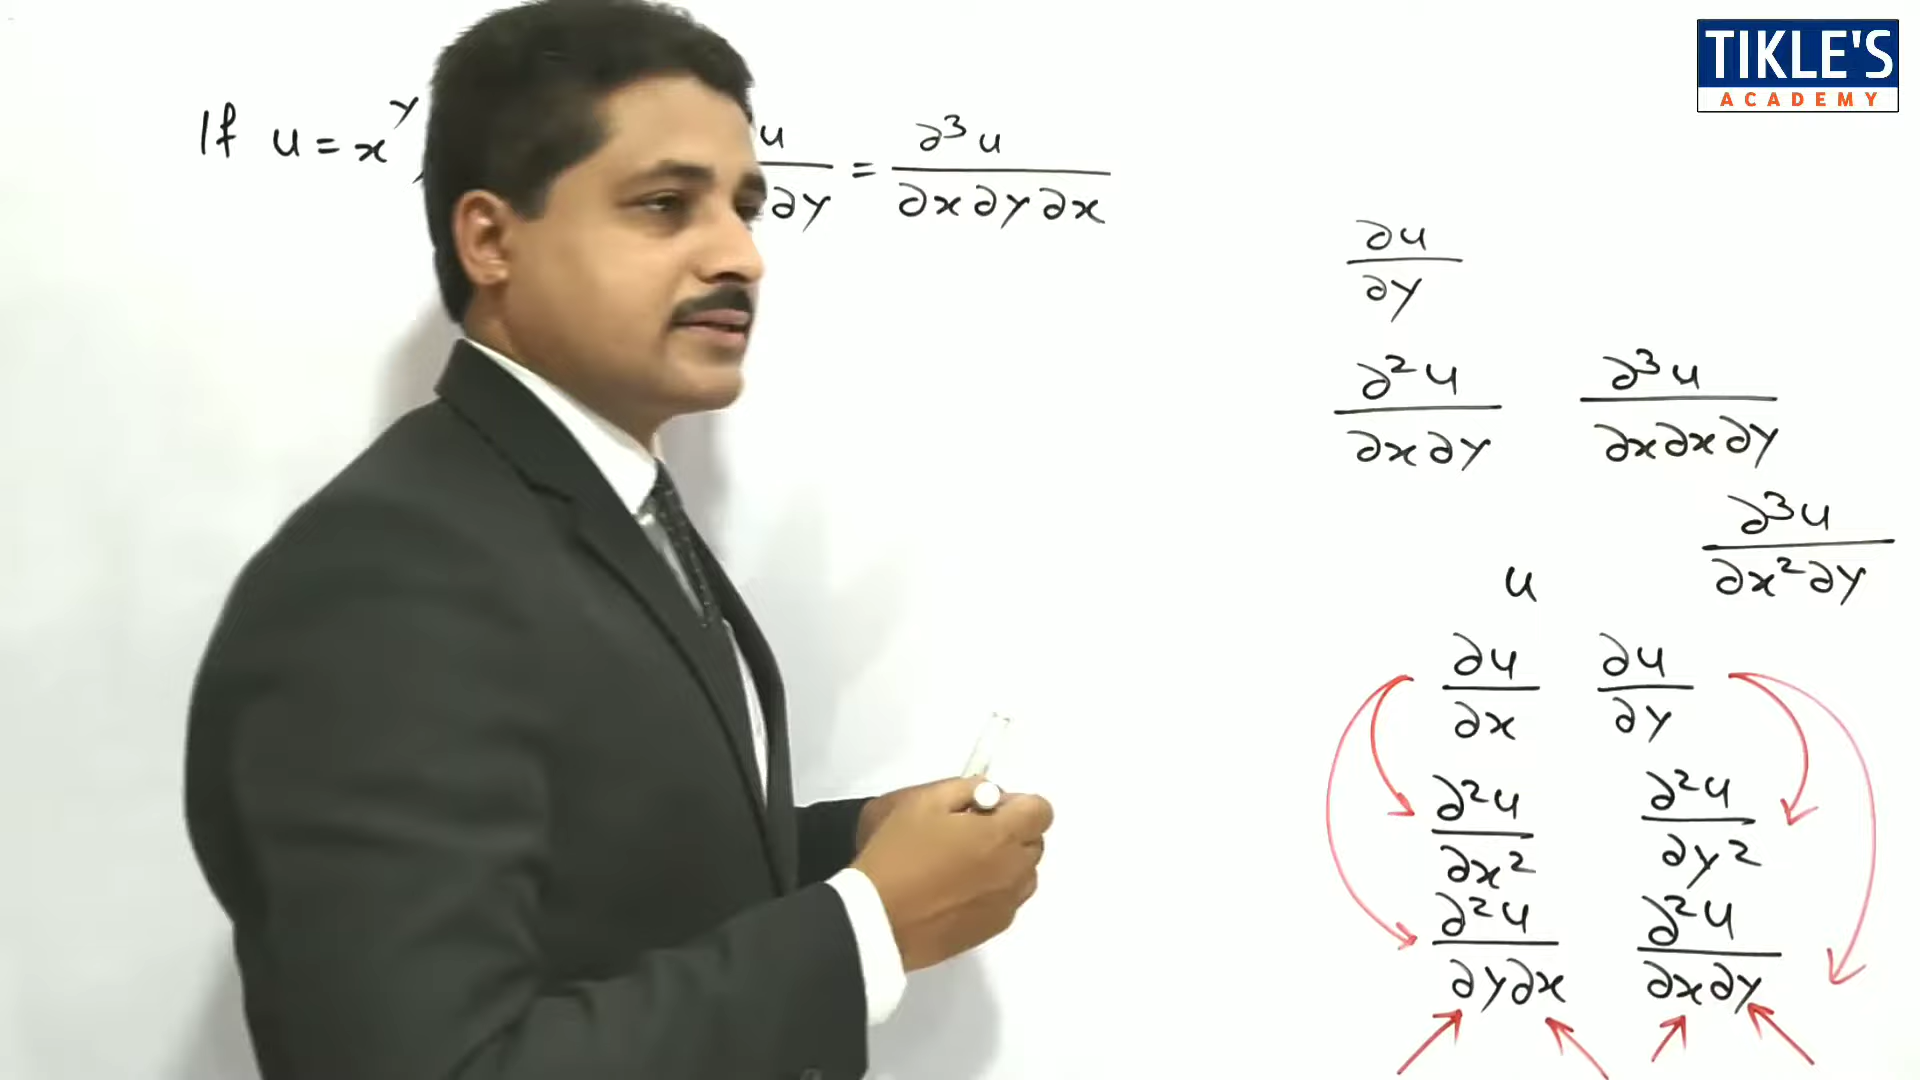 TIKLE'S
ACADEMY
If u = x^y, u/∂y = ∂³u/∂x∂y∂x
∂u/∂y
∂²u/∂x∂y ∂³u/∂x∂x∂y
∂³u/∂x²∂y
u
∂u/∂x ∂u/∂y
∂²u/∂x² ∂²u/∂y²
∂²u/∂y∂x ∂²u/∂x∂y